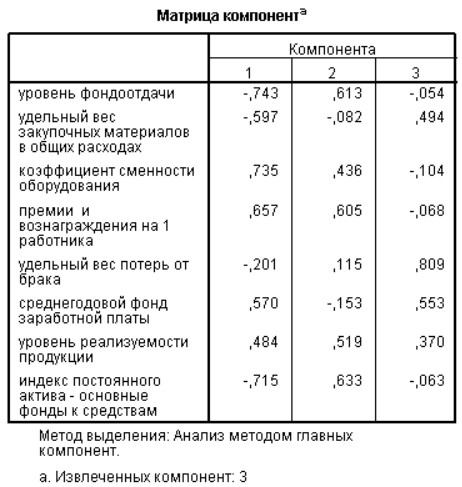 Матрица компонентᵃ
Компонента
1 2 3
уровень фондоотдачи -,743 ,613 -,054
удельный вес -,597 -,082 ,494
закупочных материалов
в общих расходах
коэффициент сменности ,735 ,436 -,104
оборудования
премии и ,657 ,605 -,068
вознаграждения на 1
работника
удельный вес потерь от -,201 ,115 ,809
брака
среднегодовой фонд ,570 -,153 ,553
заработной платы
уровень реализуемости ,484 ,519 ,370
продукции
индекс постоянного -,715 ,633 -,063
актива - основные
фонды к средствам
Метод выделения: Анализ методом главных
компонент.
a. Извлеченных компонент: 3